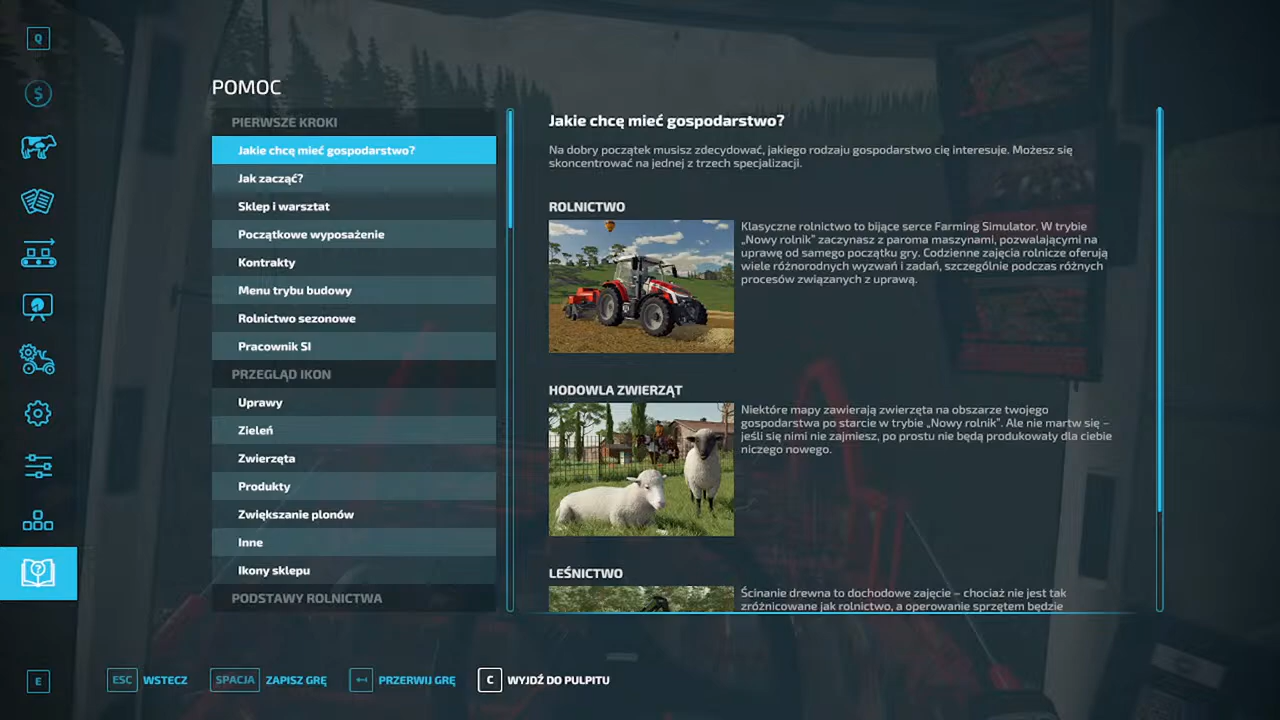 Q
$
POMOC
PIERWSZE KROKI
Jakie chcę mieć gospodarstwo?
Jak zacząć?
Sklep i warsztat
Początkowe wyposażenie
Kontrakty
Menu trybu budowy
Rolnictwo sezonowe
Pracownik SI
PRZEGLĄD IKON
Uprawy
Zieleń
Zwierzęta
Produkty
Zwiększanie plonów
Inne
Ikony sklepu
PODSTAWY ROLNICTWA
Jakie chcę mieć gospodarstwo?
Na dobry początek musisz zdecydować, jakiego rodzaju gospodarstwo cię interesuje. Możesz się
skoncentrować na jednej z trzech specjalizacji.
ROLNICTWO
Klasyczne rolnictwo to bijące serce Farming Simulator. W trybie
„Nowy rolnik” zaczynasz z paroma maszynami, pozwalającymi na
uprawę od samego początku gry. Codzienne zajęcia rolnicze oferują
wiele różnorodnych wyzwań i zadań, szczególnie podczas różnych
procesów związanych z uprawą.
HODOWLA ZWIERZĄT
Niektóre mapy zawierają zwierzęta na obszarze twojego
gospodarstwa po starcie w trybie „Nowy rolnik”. Ale nie martw się –
jeśli się nimi nie zajmiesz, po prostu nie będą produkowały dla ciebie
niczego nowego.
LEŚNICTWO
Ścinanie drewna to dochodowe zajęcie – chociaż nie jest tak
zróżnicowane jak rolnictwo, a operowanie sprzętem będzie
E
ESC WSTECZ SPACJA ZAPISZ GRĘ PRZERWIJ GRĘ C WYJDŹ DO PULPITU